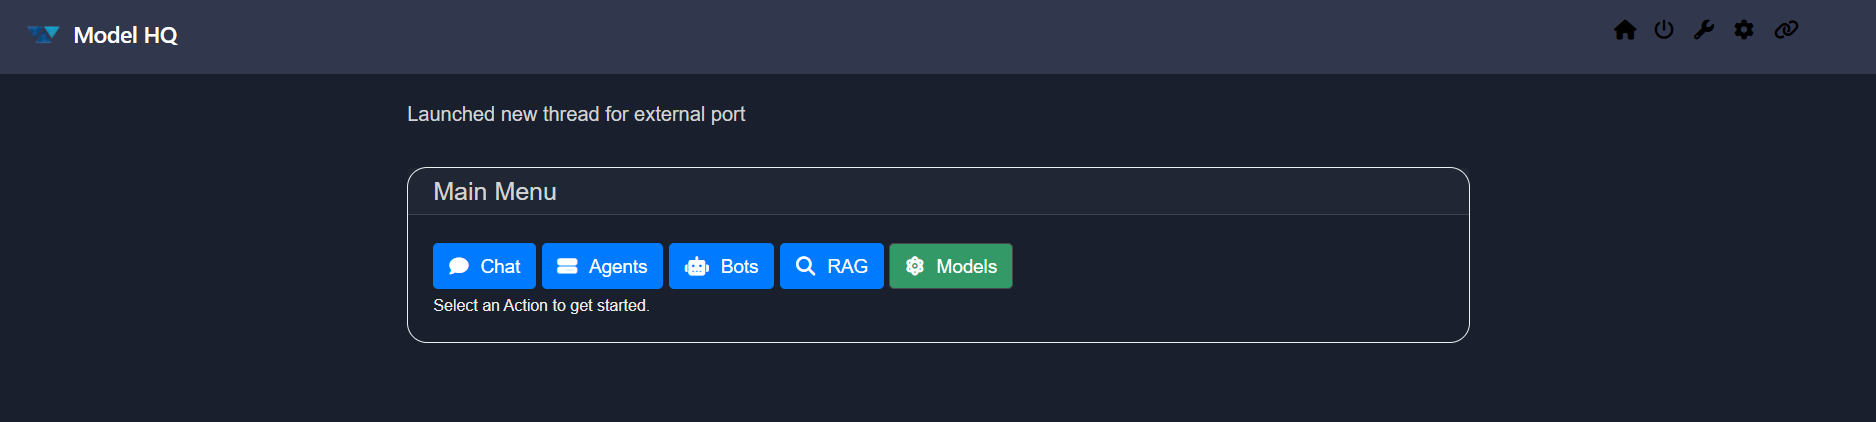 Model HQ
Launched new thread for external port
Main Menu
Chat Agents Bots RAG Models
Select an Action to get started.